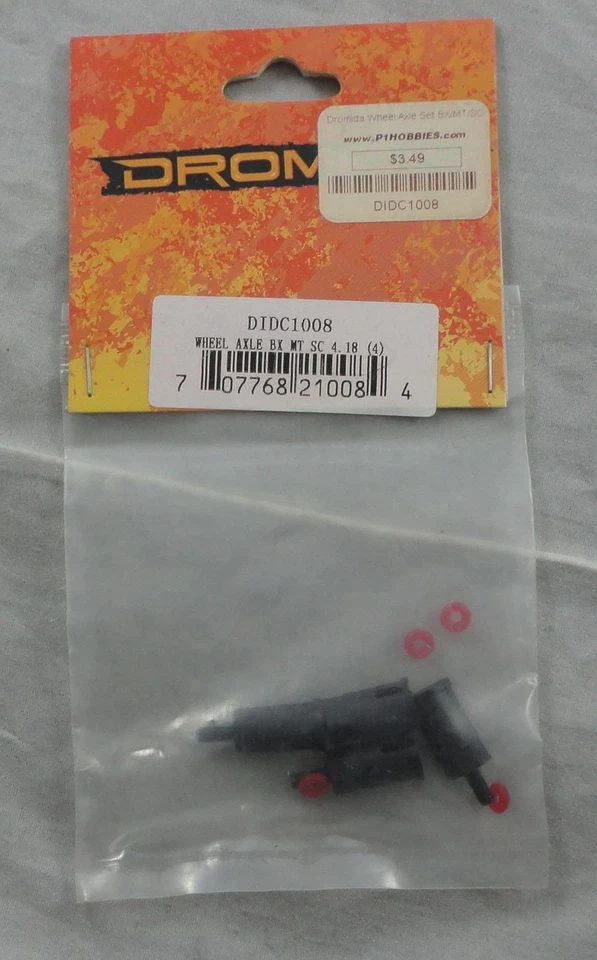 Dromida Wheel Axle Set BX/MT/SC
www.P1HOBBIES.com
$3.49
DIDC1008
DROM
DIDC1008
WHEEL AXLE BX MT SC 4.18 (4)
7 07768 21008 4